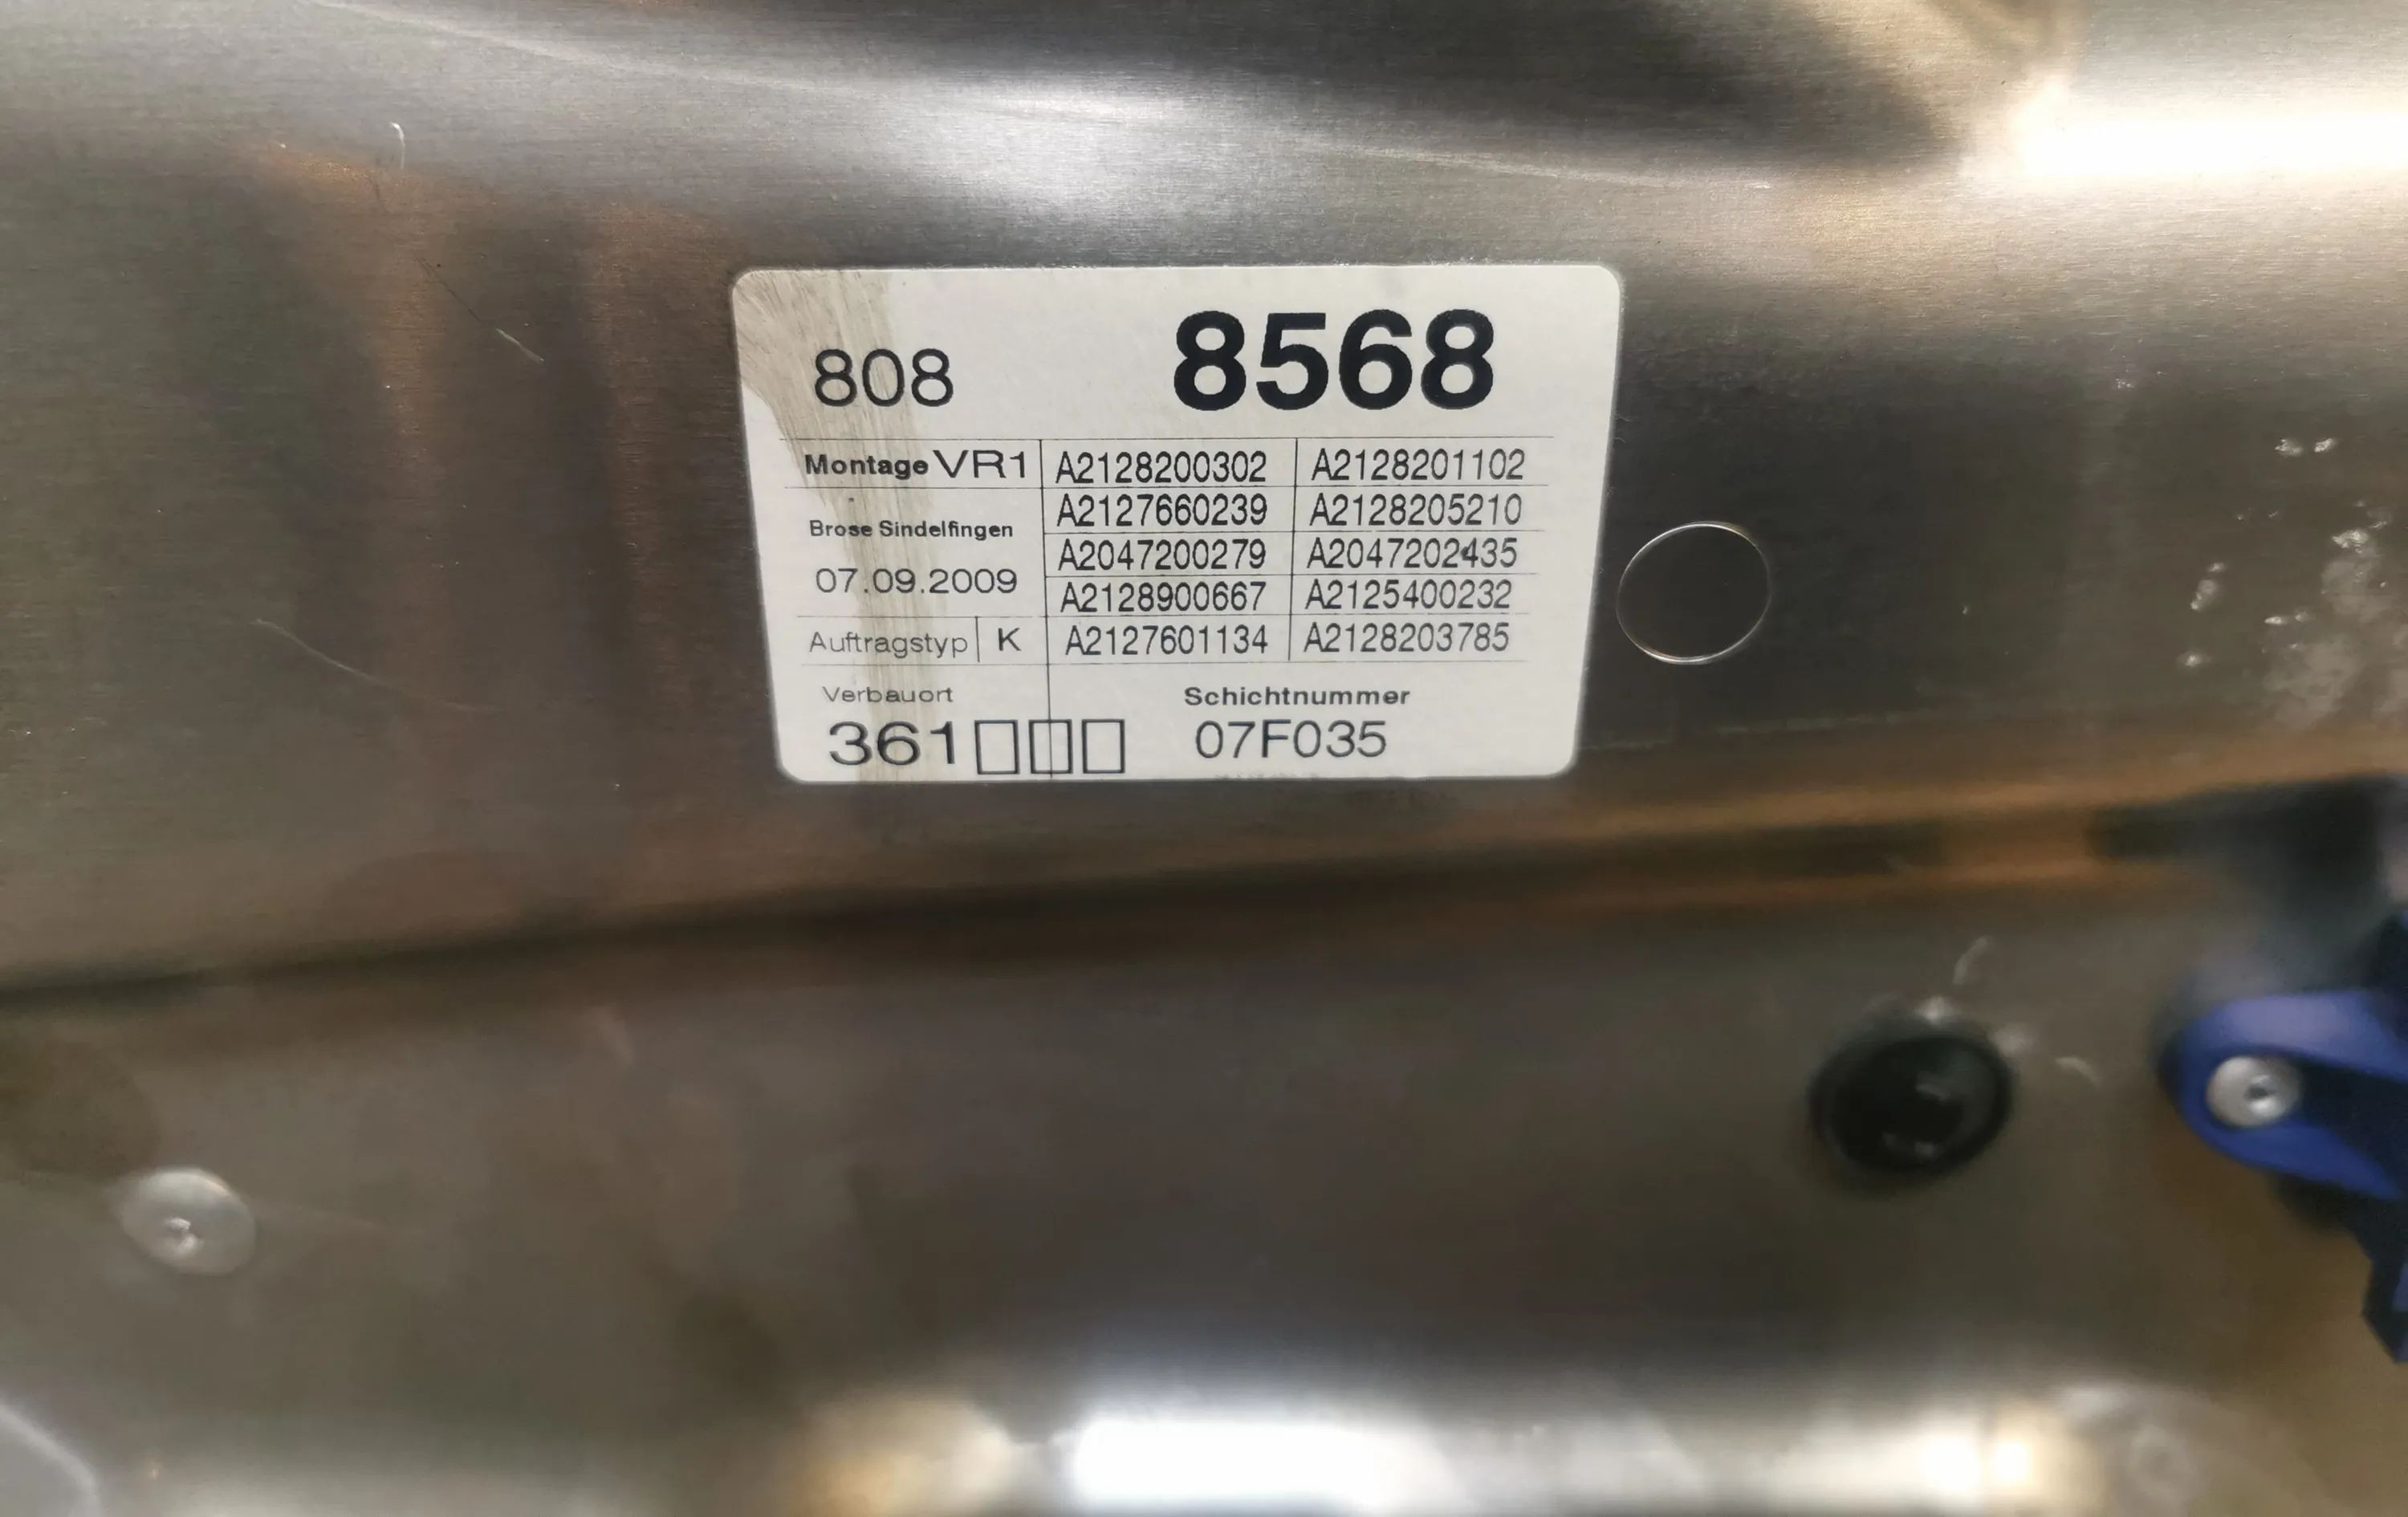 808 8568
Montage VR1 A2128200302 A2128201102
A2127660239 A2128205210
Brose Sindelfingen
A2047200279 A2047202435
07.09.2009 A2128900667 A2125400232
Auftragstyp K A2127601134 A2128203785
Verbauort Schichtnummer
361 07F035